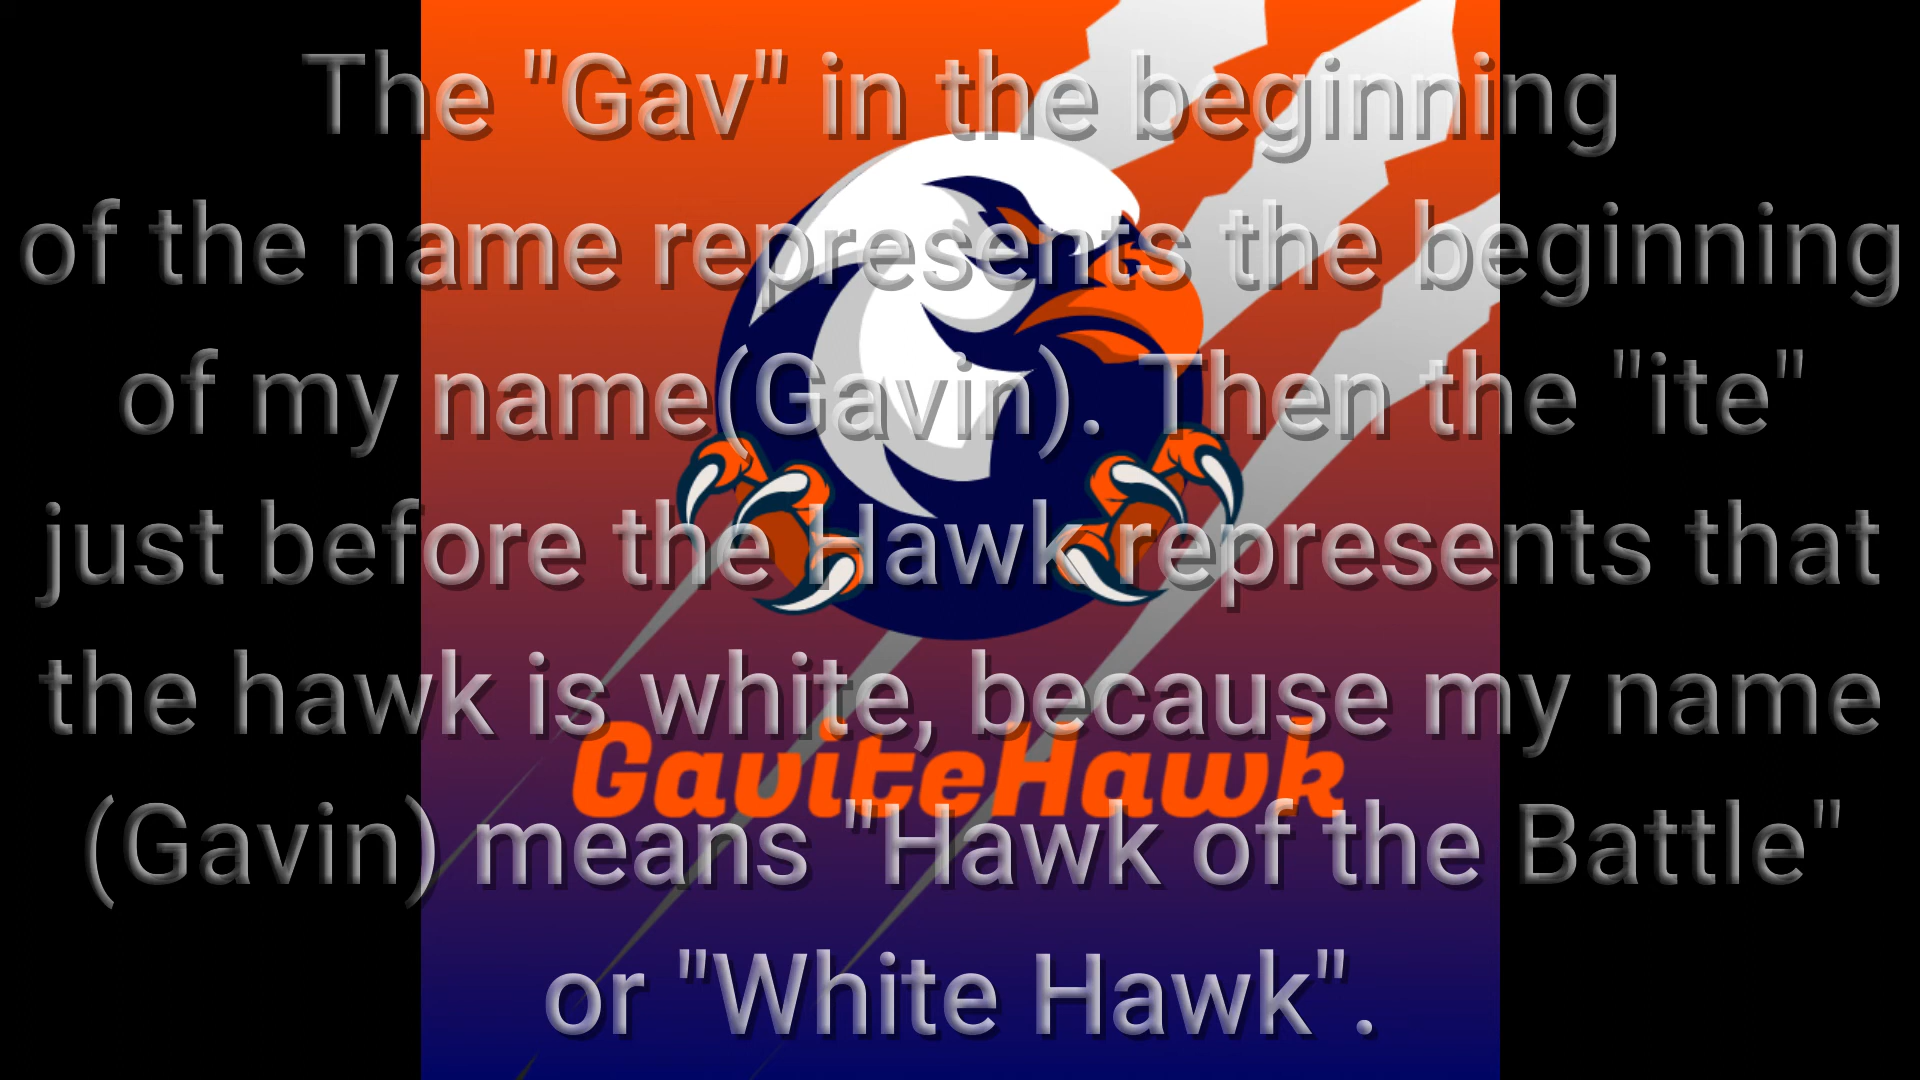 The "Gav" in the beginning
of the name represents the beginning
of my name(Gavin). Then the "ite"
just before the Hawk represents that
the hawk is white, because my name
GaviteHawk
(Gavin) means "Hawk of the Battle"
or "White Hawk".